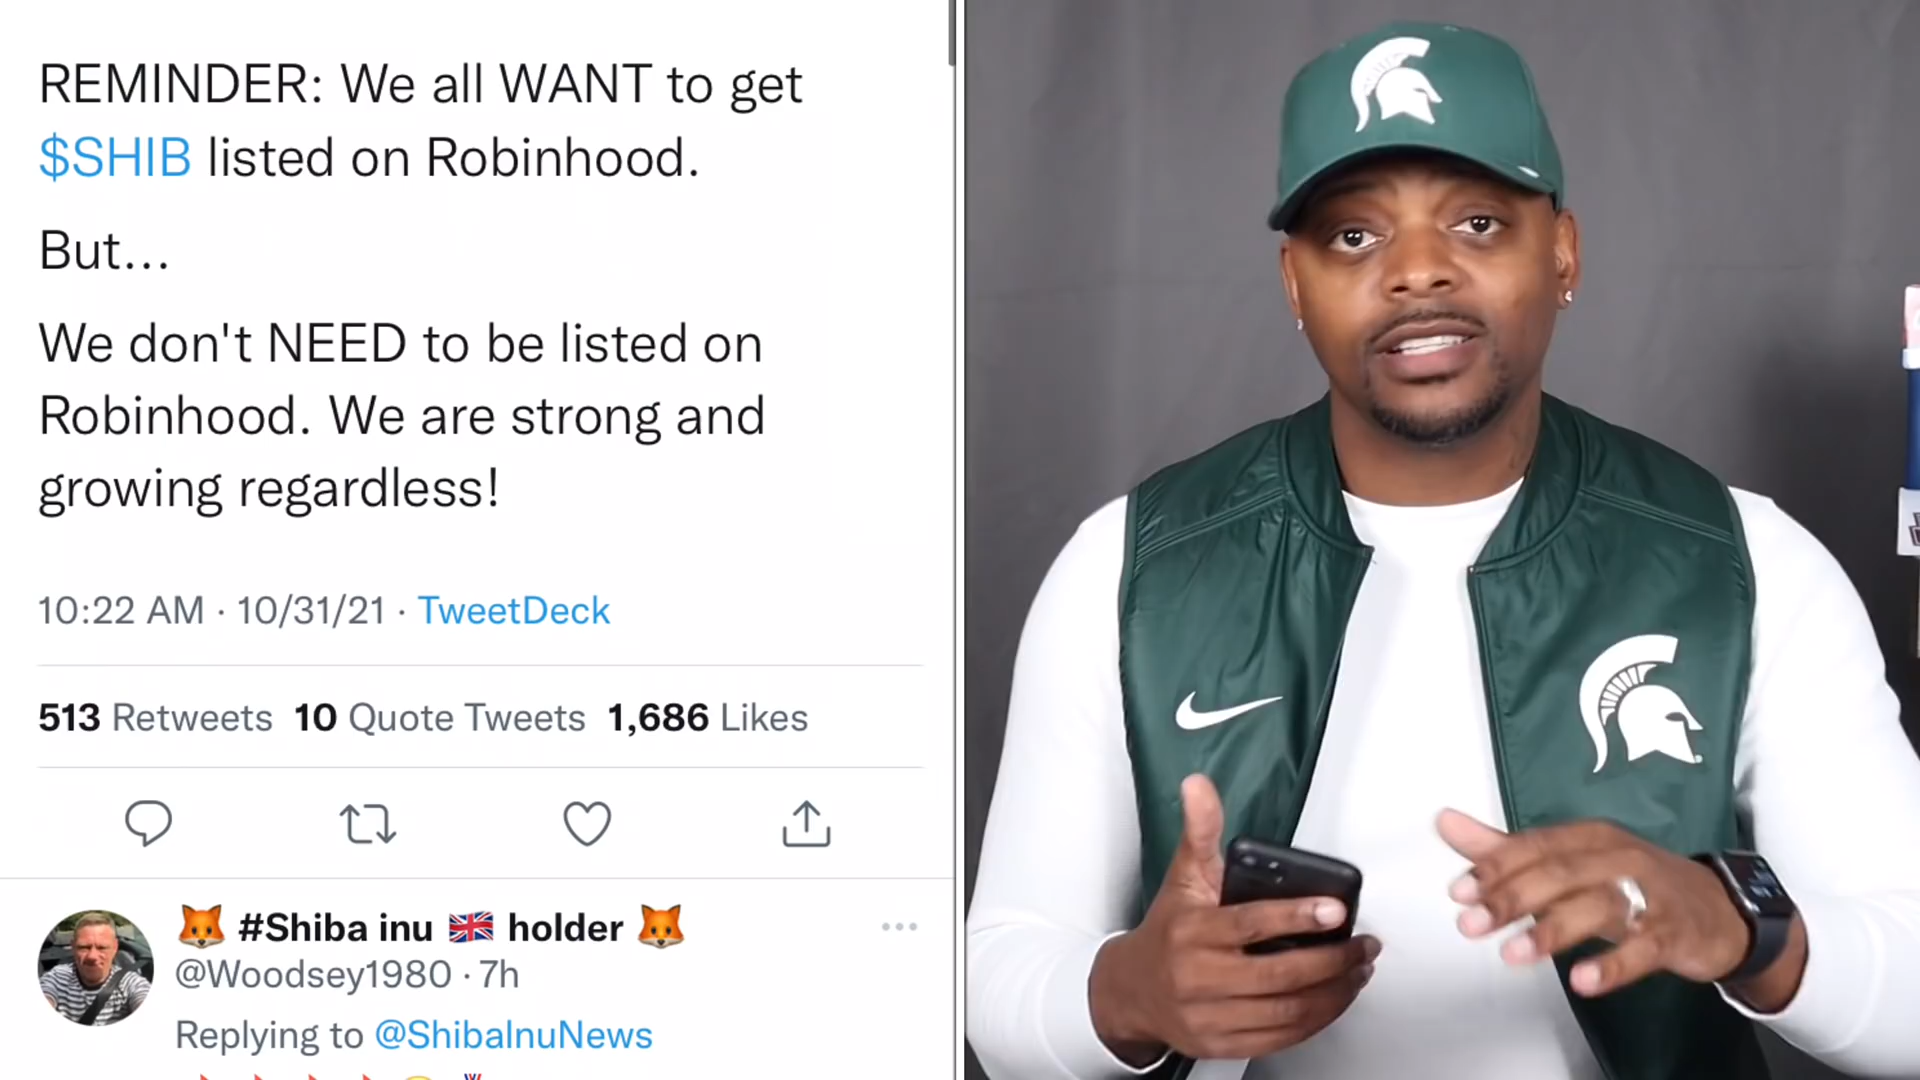 REMINDER: We all WANT to get
$SHIB listed on Robinhood.
But...
We don't NEED to be listed on
Robinhood. We are strong and
growing regardless!
10:22 AM · 10/31/21 · TweetDeck
513 Retweets 10 Quote Tweets 1,686 Likes
🦊 #Shiba inu 🇬🇧 holder 🦊
@Woodsey1980 · 7h
Replying to @ShibaInuNews